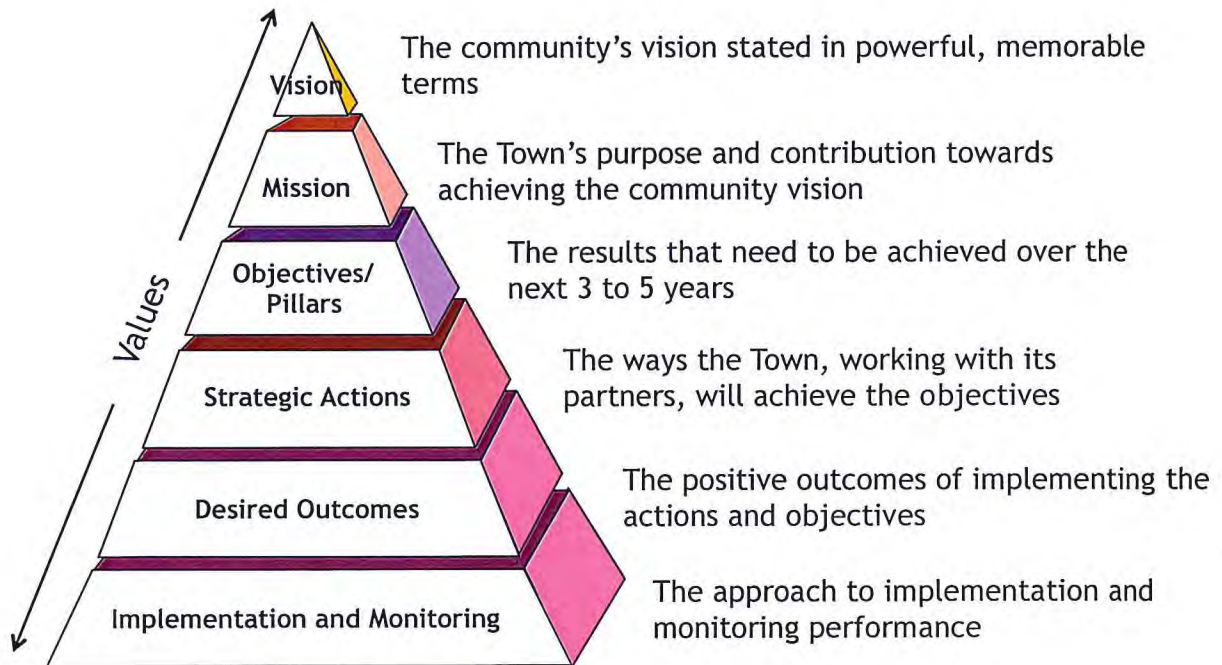 Vision
The community's vision stated in powerful, memorable
terms
Mission
The Town's purpose and contribution towards
achieving the community vision
Objectives/
Pillars
The results that need to be achieved over the
next 3 to 5 years
Values
Strategic Actions
The ways the Town, working with its
partners, will achieve the objectives
Desired Outcomes
The positive outcomes of implementing the
actions and objectives
Implementation and Monitoring
The approach to implementation and
monitoring performance